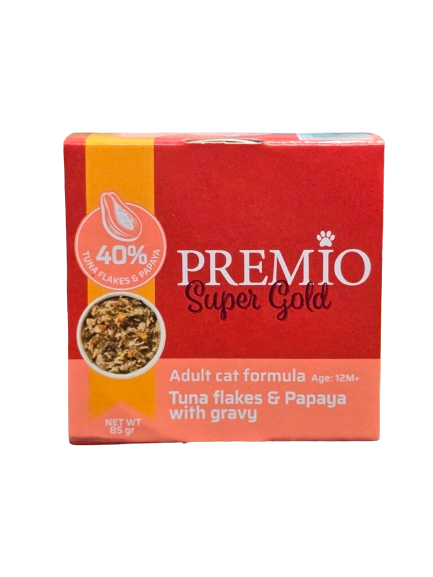 40%
TUNA FLAKES & PAPAYA
PREMIO
Super Gold
Adult cat formula Age: 12M+
Tuna flakes & Papaya
with gravy
NET WT
85 gr